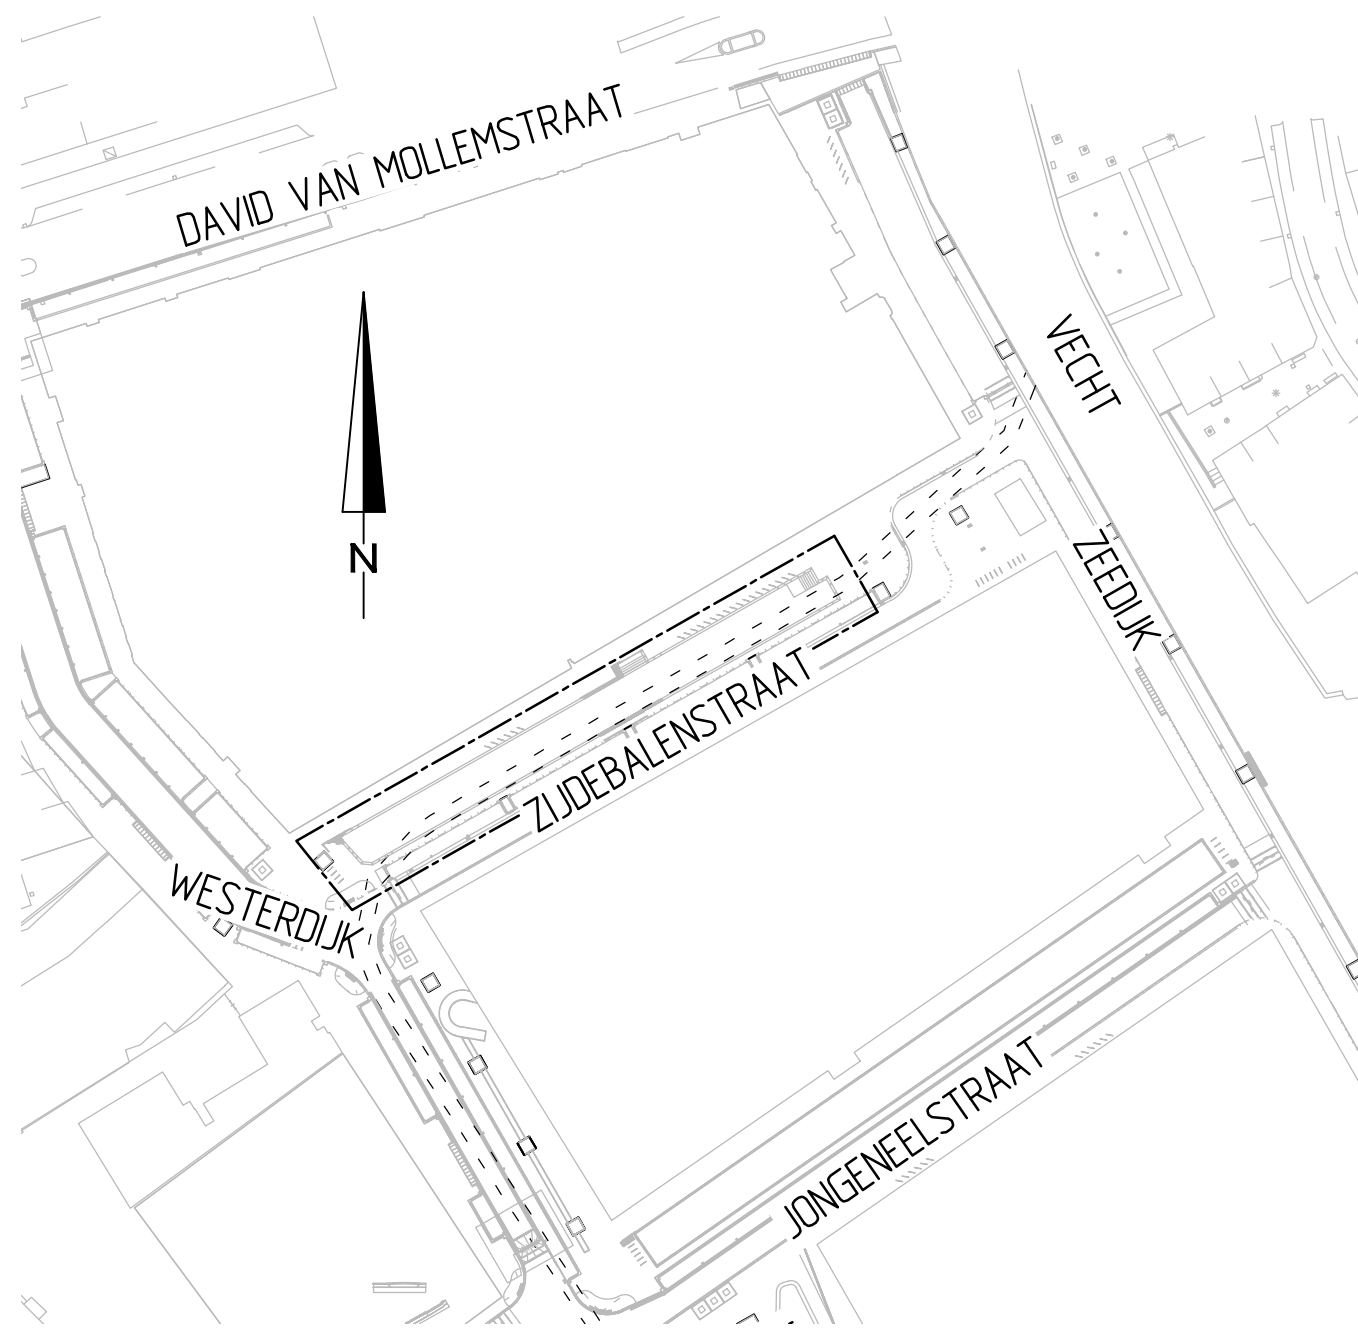 DAVID VAN MOLLEMSTRAAT
VECHT
N
ZEEDIJK
ZIJDEBALENSTRAAT
WESTERDIJK
JONGENEELSTRAAT